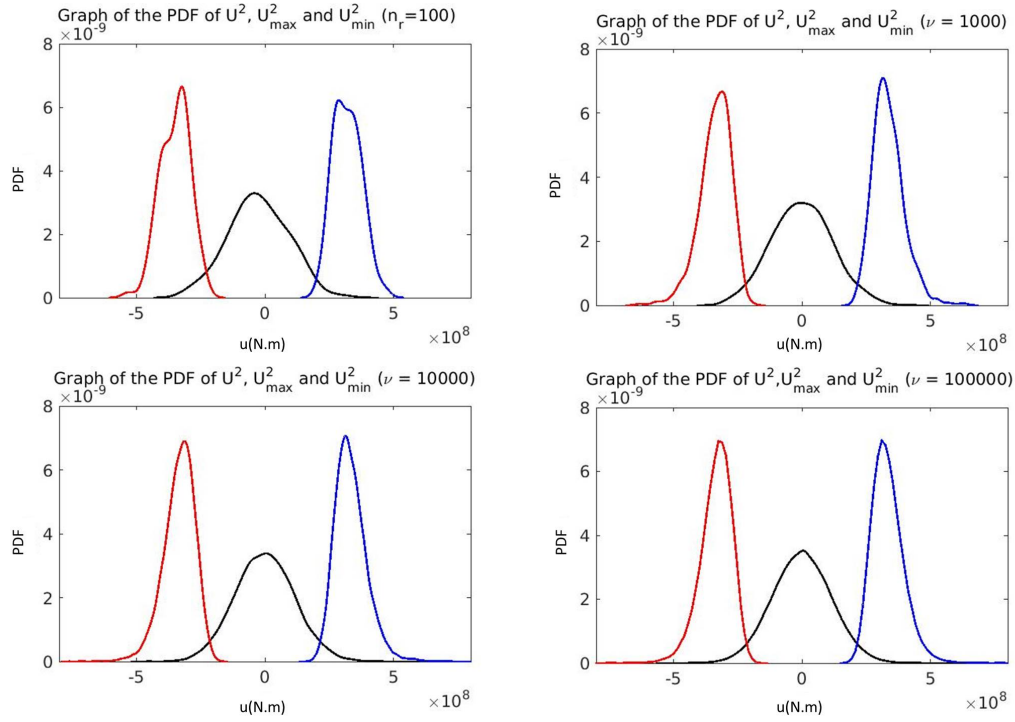 Graph of the PDF of U², U²max and U²min (nr=100)
×10-9
8
6
4
2
0
PDF
-5 0 5
×10⁸
u(N.m)
Graph of the PDF of U², U²max and U²min (ν = 1000)
×10-9
8
6
4
2
0
PDF
-5 0 5
×10⁸
u(N.m)
Graph of the PDF of U², U²max and U²min (ν = 10000)
×10-9
8
6
4
2
0
PDF
-5 0 5
×10⁸
u(N.m)
Graph of the PDF of U²,U²max and U²min (ν = 100000)
×10-9
8
6
4
2
0
PDF
-5 0 5
×10⁸
u(N.m)